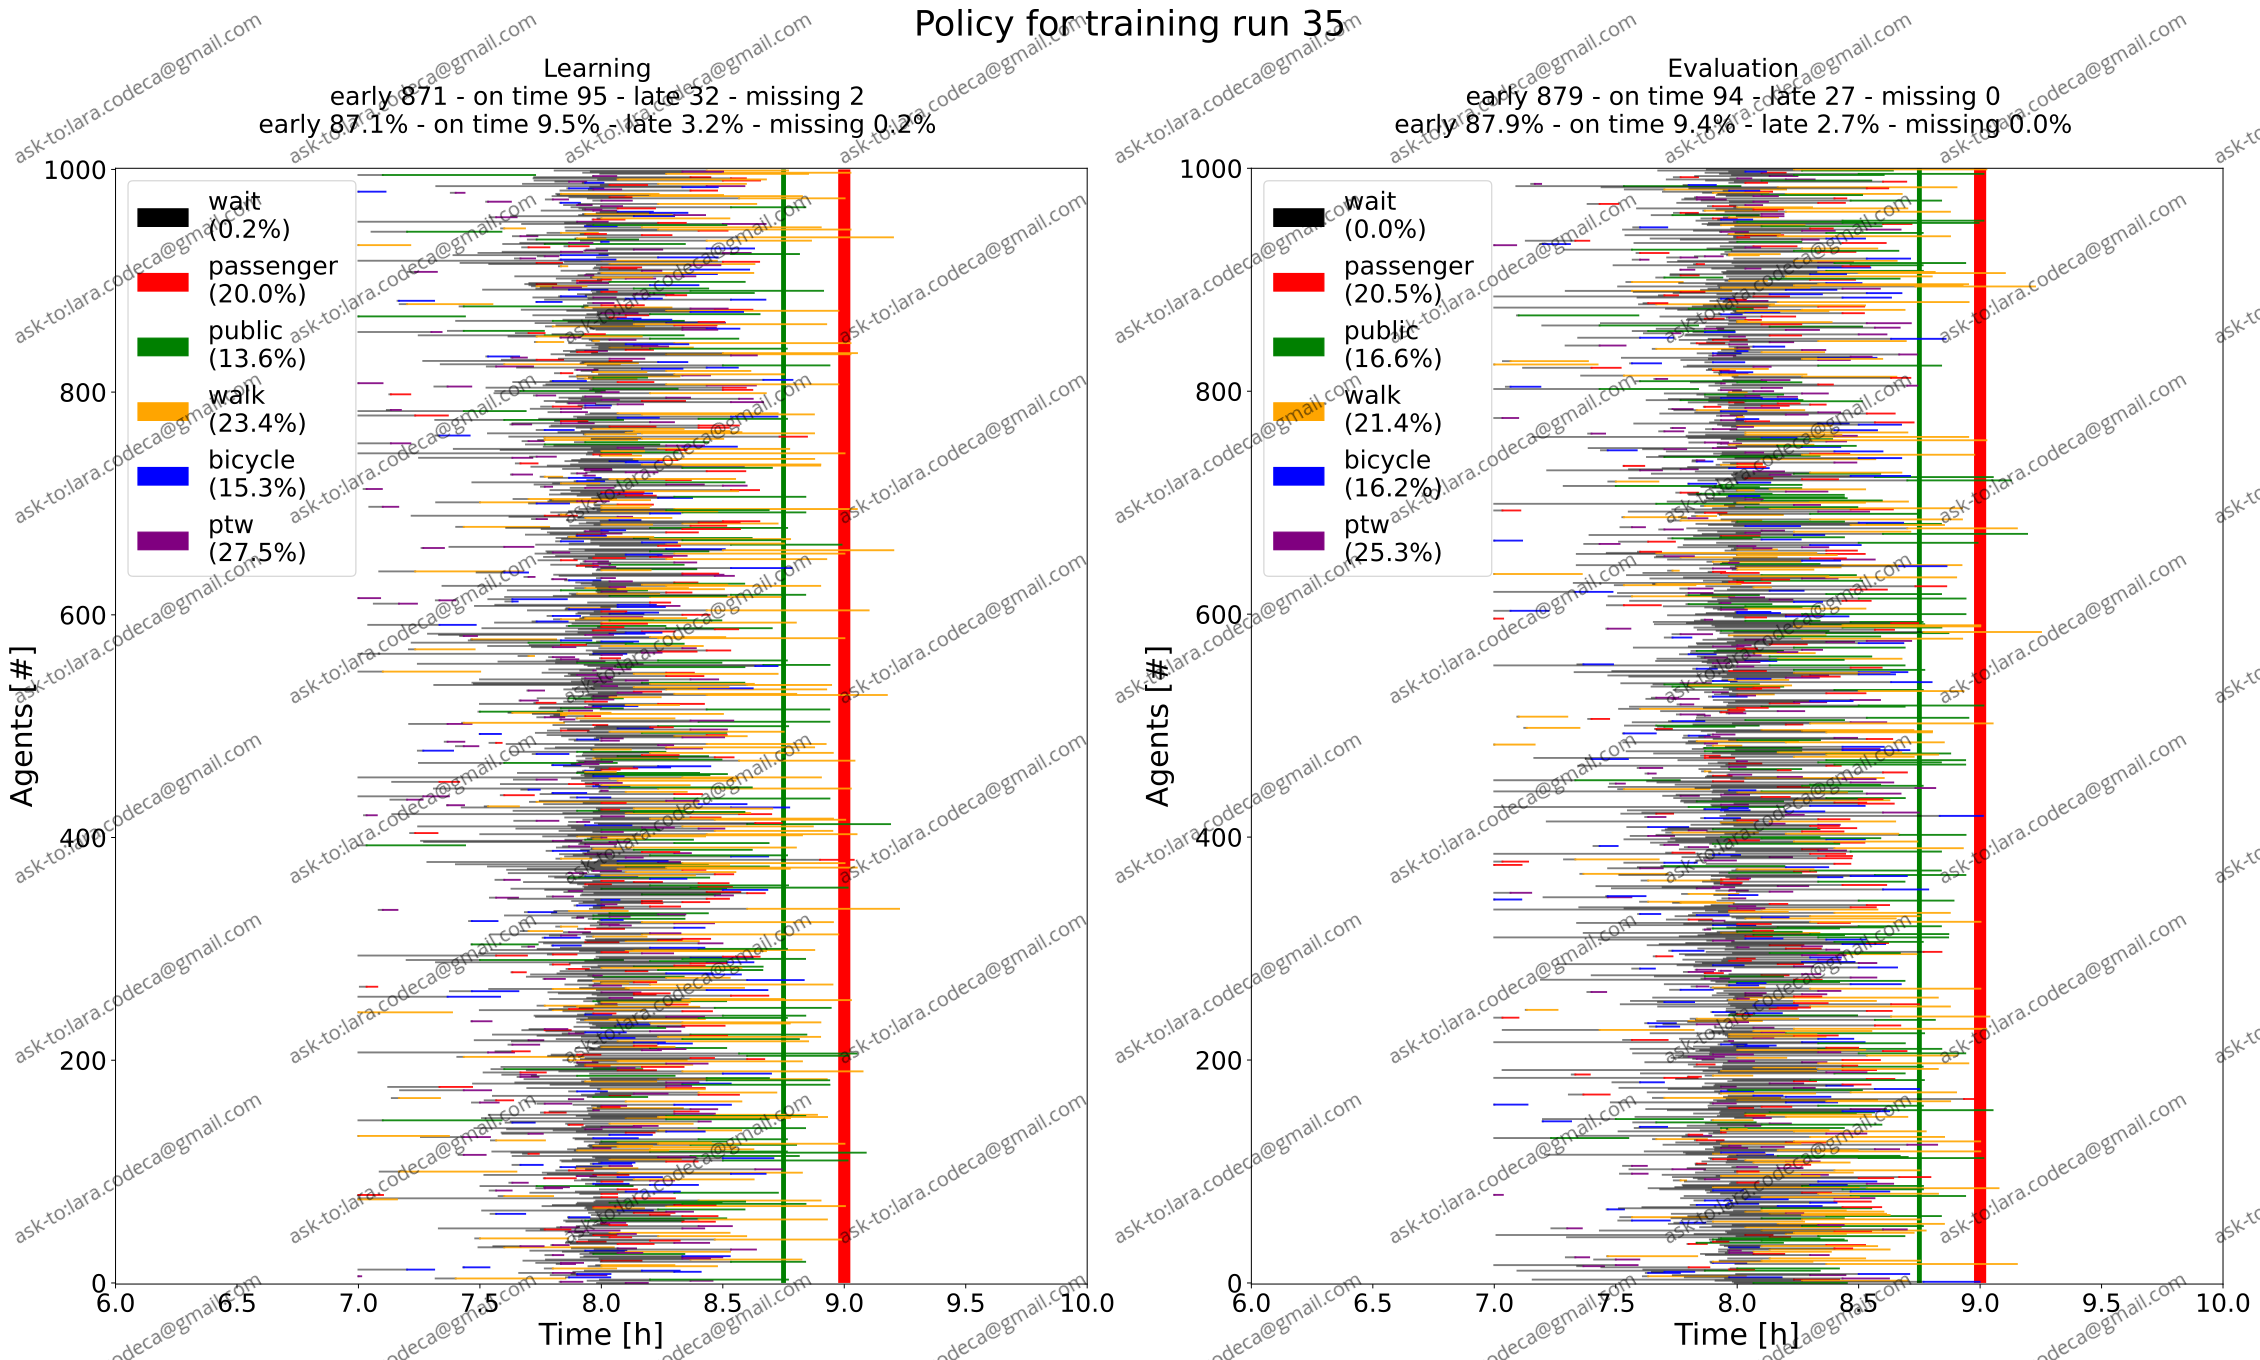 Policy for training run 35
Learning
early 871 - on time 95 - late 32 - missing 2
early 87.1% - on time 9.5% - late 3.2% - missing 0.2%
Agents [#]
1000
800
600
400
200
0
wait
(0.2%)
passenger
(20.0%)
public
(13.6%)
walk
(23.4%)
bicycle
(15.3%)
ptw
(27.5%)
6.0 6.5 7.0 7.5 8.0 8.5 9.0 9.5 10.0
Time [h]
Evaluation
early 879 - on time 94 - late 27 - missing 0
early 87.9% - on time 9.4% - late 2.7% - missing 0.0%
Agents [#]
1000
800
600
400
200
0
wait
(0.0%)
passenger
(20.5%)
public
(16.6%)
walk
(21.4%)
bicycle
(16.2%)
ptw
(25.3%)
6.0 6.5 7.0 7.5 8.0 8.5 9.0 9.5 10.0
Time [h]
ask-to:lara.codeca@gmail.com